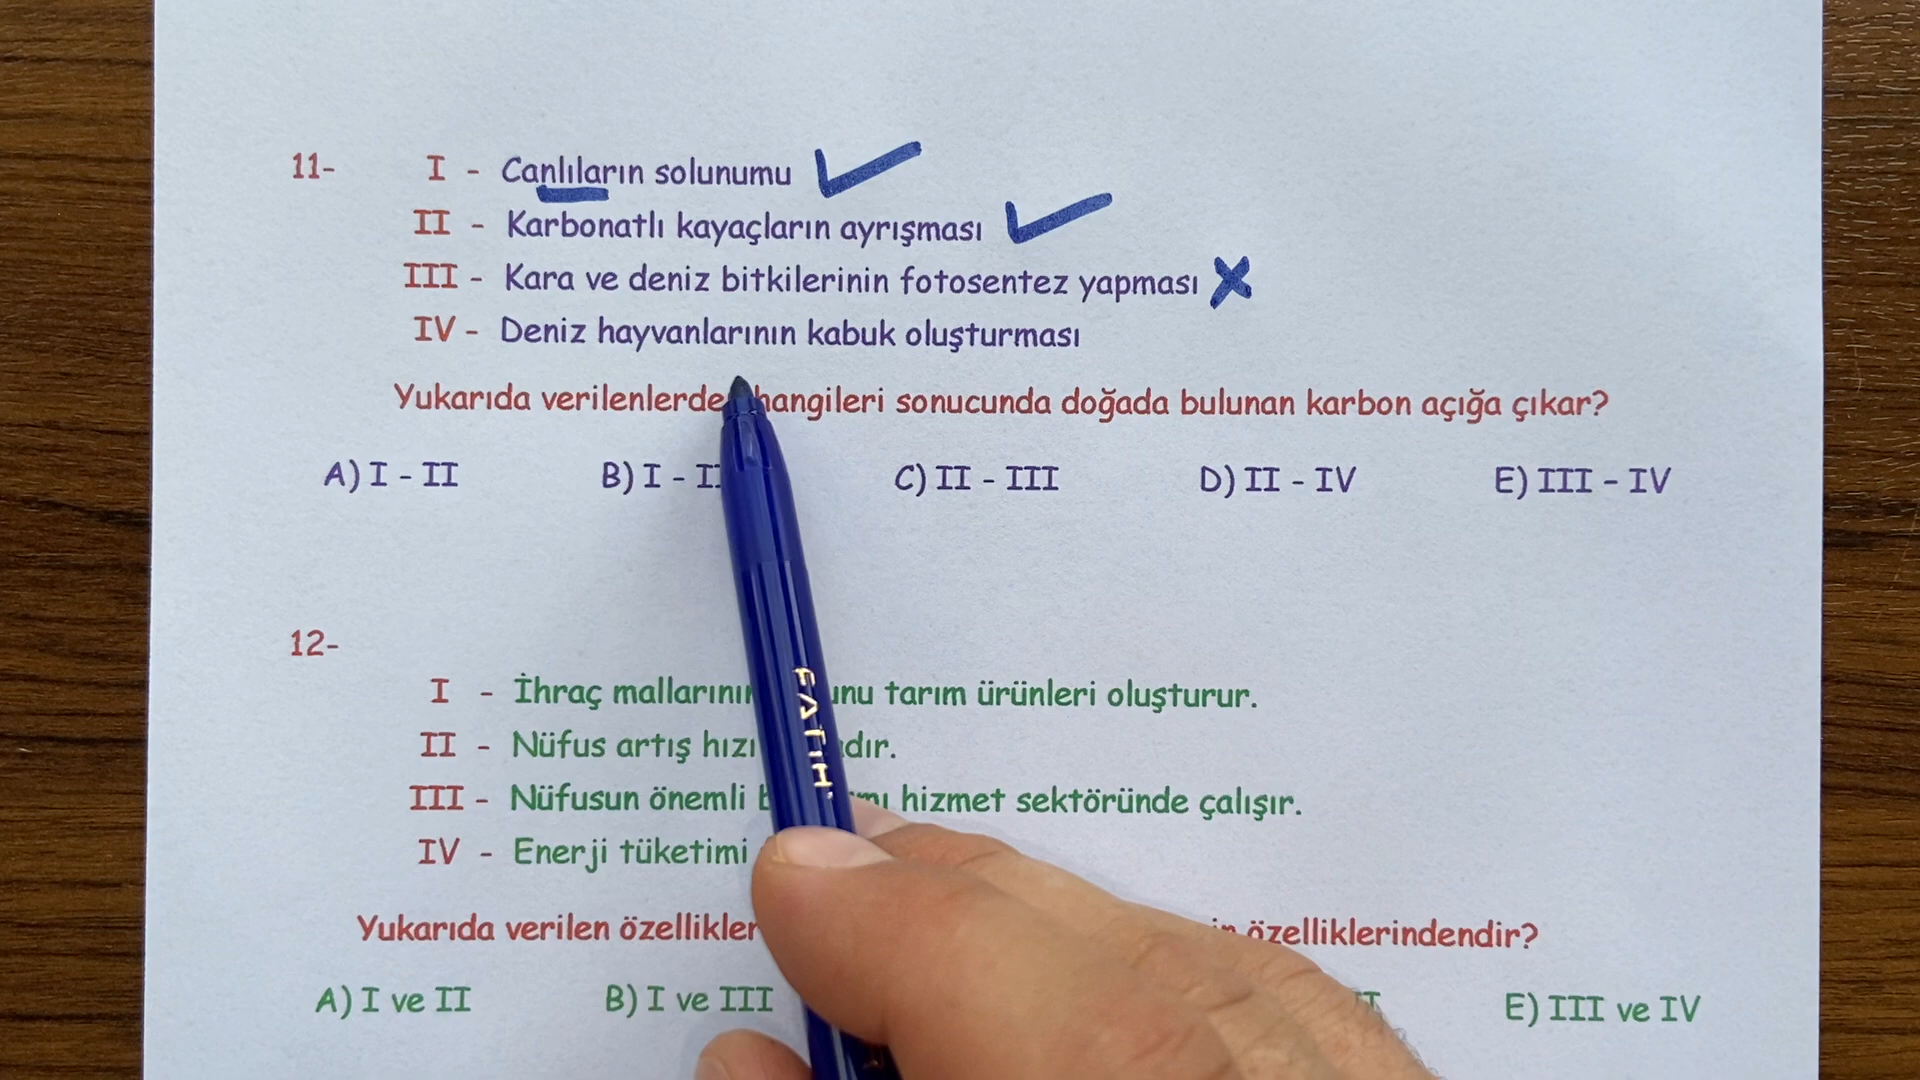 11- I - Canlıların solunumu
II - Karbonatlı kayaçların ayrışması
III - Kara ve deniz bitkilerinin fotosentez yapması
IV - Deniz hayvanlarının kabuk oluşturması
Yukarıda verilenlerde hangileri sonucunda doğada bulunan karbon açığa çıkar?
A) I - II B) I - C) II - III D) II - IV E) III - IV
12-
I - İhraç mallarının tarım ürünleri oluşturur.
II - Nüfus artış hızı
III - Nüfusun önemli hizmet sektöründe çalışır.
IV - Enerji tüketimi
Yukarıda verilen özellikler özelliklerindendir?
A) I ve II B) I ve III E) III ve IV
FATIH